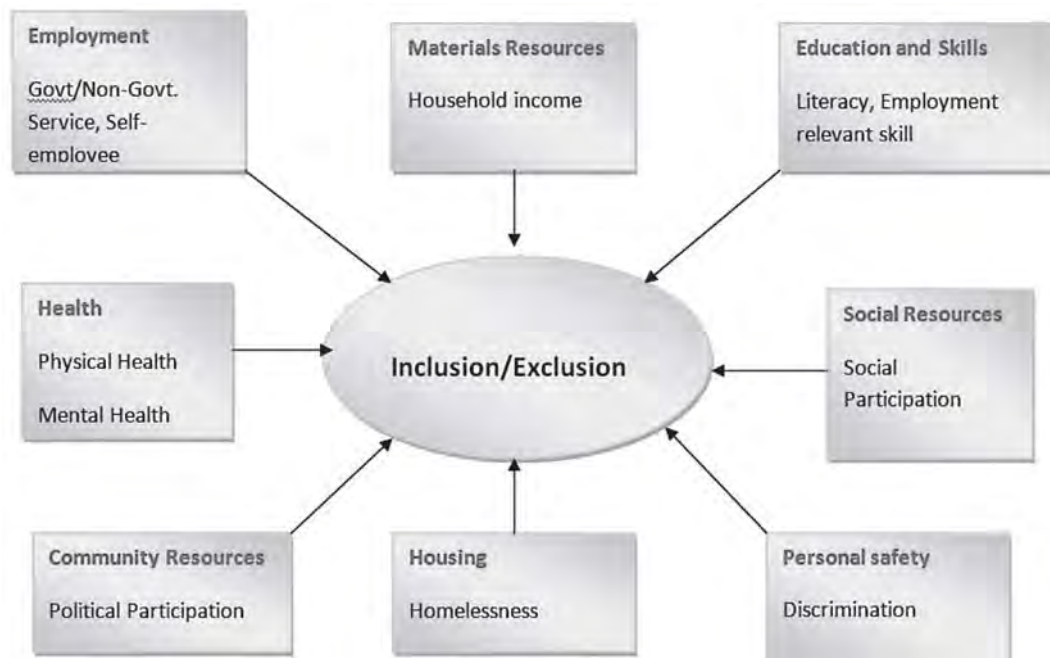 Employment
Govt/Non-Govt.
Service, Self-
employee
Materials Resources
Household income
Education and Skills
Literacy, Employment
relevant skill
Health
Physical Health
Mental Health
Inclusion/Exclusion
Social Resources
Social
Participation
Community Resources
Political Participation
Housing
Homelessness
Personal safety
Discrimination